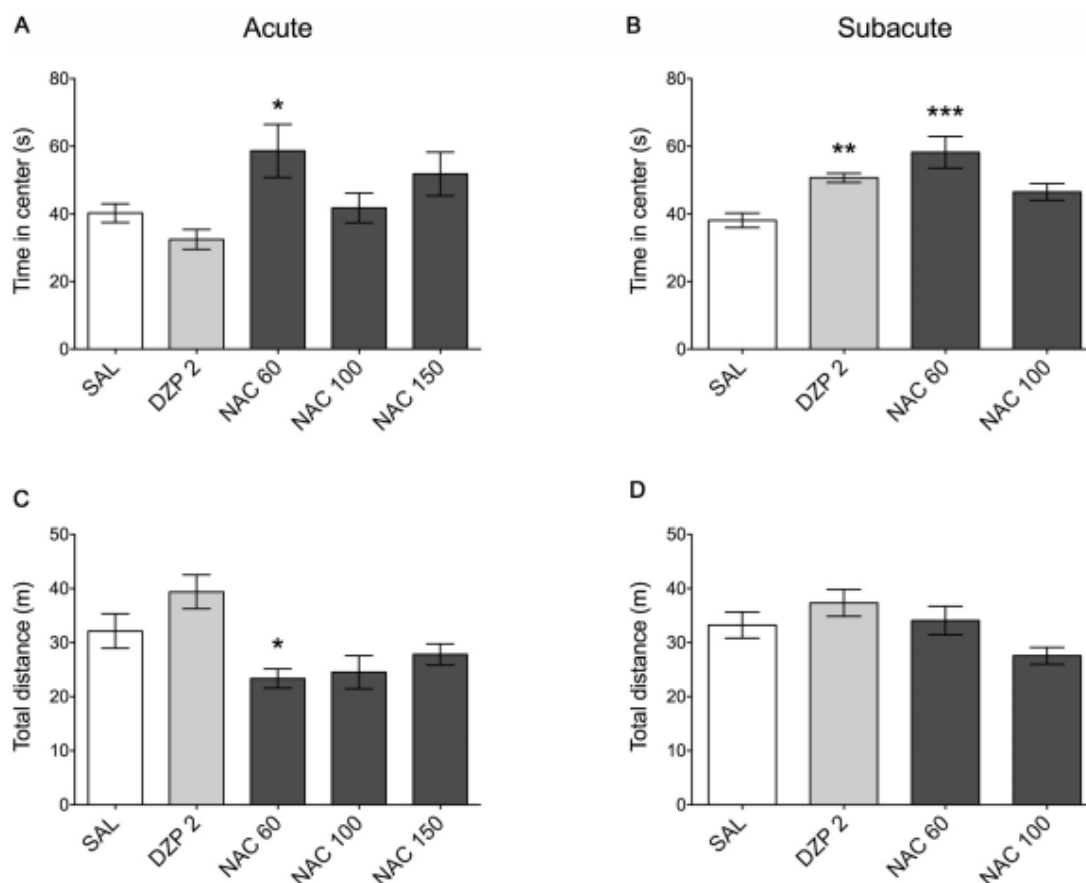 A
Acute
B
Subacute
Time in center (s)
80
60
40
20
0
*
SAL
DZP 2
NAC 60
NAC 100
NAC 150
Time in center (s)
80
60
40
20
0
**
***
SAL
DZP 2
NAC 60
NAC 100
C
Total distance (m)
50
40
30
20
10
0
*
SAL
DZP 2
NAC 60
NAC 100
NAC 150
D
Total distance (m)
50
40
30
20
10
0
SAL
DZP 2
NAC 60
NAC 100